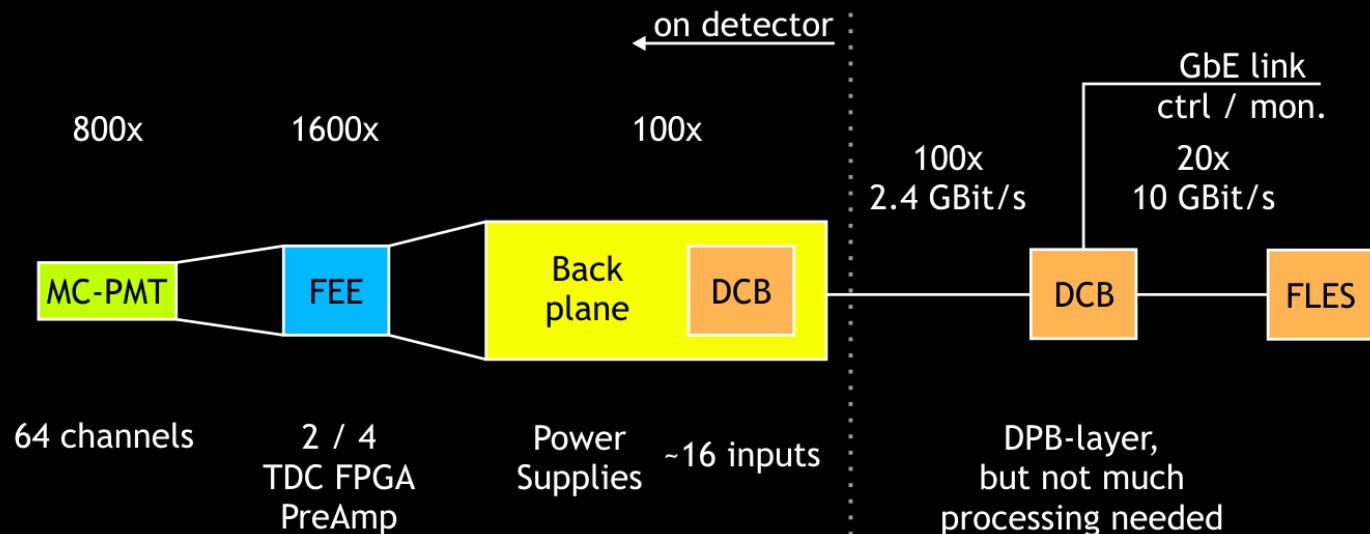 on detector
GbE link
ctrl / mon.
800x
1600x
100x
100x
2.4 GBit/s
20x
10 GBit/s
MC-PMT
FEE
Back
plane
DCB
DCB
FLES
64 channels
2 / 4
TDC FPGA
PreAmp
Power
Supplies
~16 inputs
DPB-layer,
but not much
processing needed